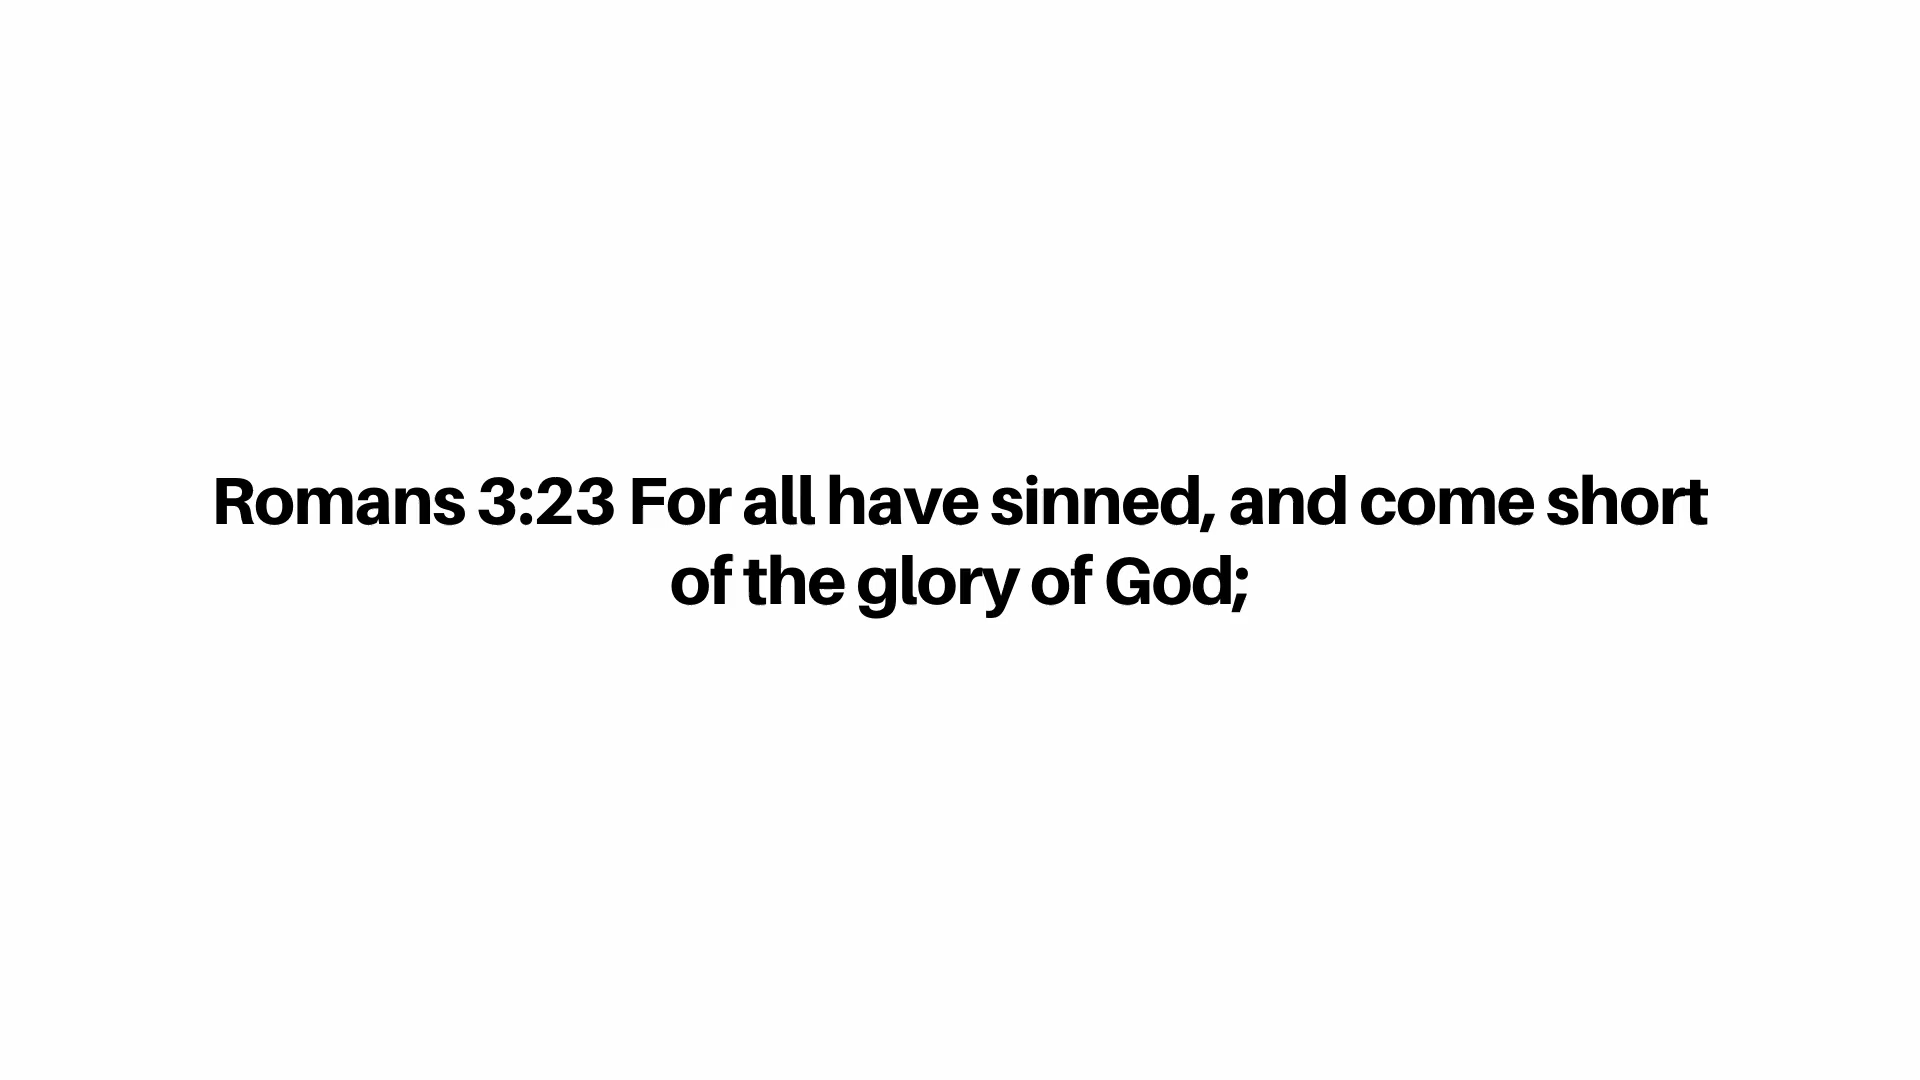 Romans 3:23 For all have sinned, and come short
of the glory of God;